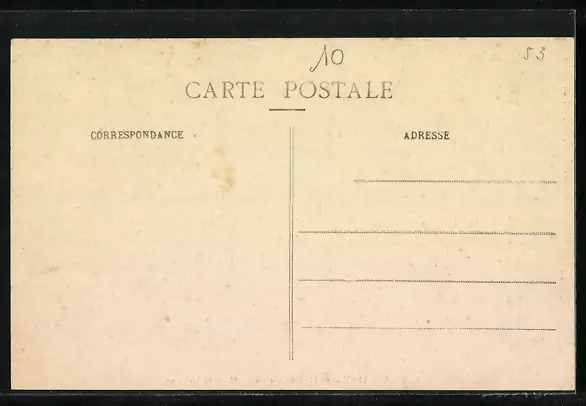 10
53
CARTE POSTALE
CORRESPONDANCE
ADRESSE